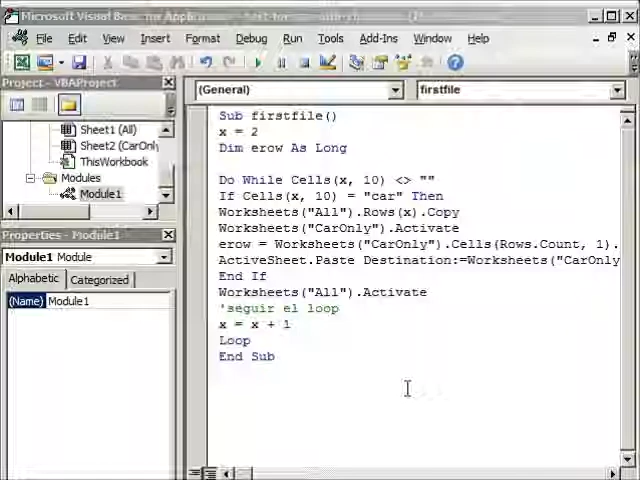 Microsoft Visual Basic for Applic
File Edit View Insert Format Debug Run Tools Add-Ins Window Help
Project - VBAProject
Sheet1 (All)
Sheet2 (CarOnly
ThisWorkbook
Modules
Module1
Properties - Module1
Module1 Module
Alphabetic Categorized
(Name) Module1
(General) firstfile
Sub firstfile()
x = 2
Dim erow As Long
Do While Cells(x, 10) <> ""
If Cells(x, 10) = "car" Then
Worksheets("All").Rows(x).Copy
Worksheets("CarOnly").Activate
erow = Worksheets("CarOnly").Cells(Rows.Count, 1).
ActiveSheet.Paste Destination:=Worksheets("CarOnly
End If
Worksheets("All").Activate
'seguir el loop
x = x + 1
Loop
End Sub